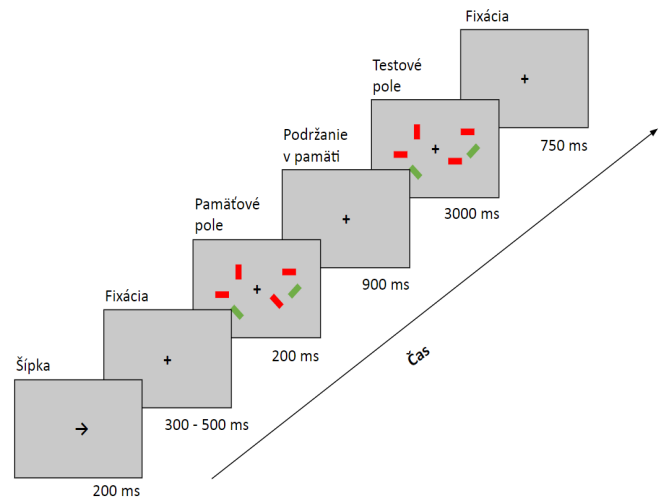 Fixácia
Testové
pole
750 ms
Podržanie
v pamäti
3000 ms
Pamäťové
pole
900 ms
Fixácia
200 ms
Čas
Šípka
300 - 500 ms
200 ms